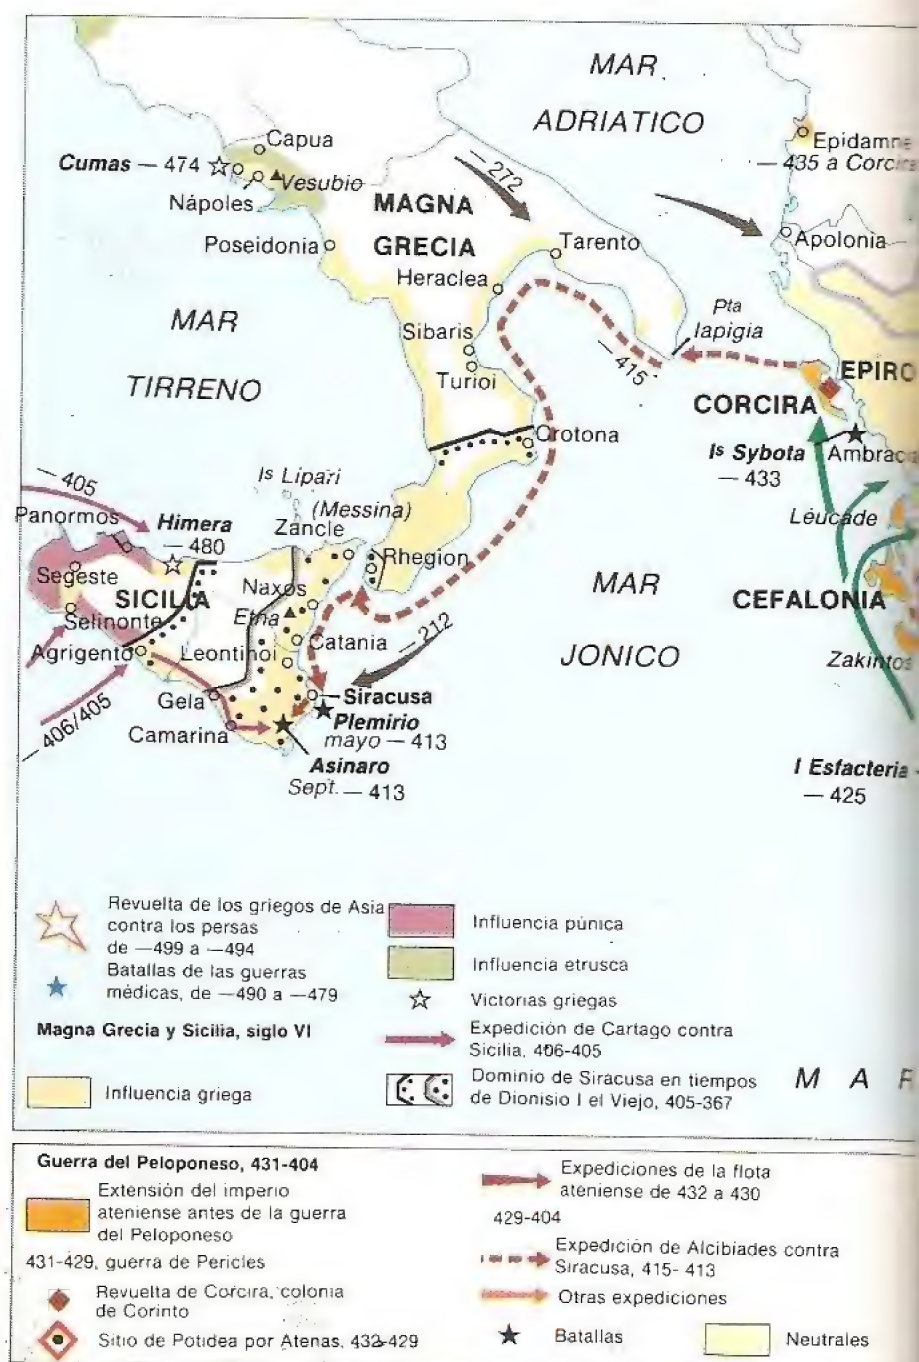 MAR
ADRIATICO
Capua
Cumas — 474
Vesubio
Nápoles
— 272
Epidamn
— 435 a Corcira
MAGNA
GRECIA
Poseidonia
Tarento
Apolonia
Heraclea
MAR
TIRRENO
Pta
Iapigia
Sibaris
Turioi
— 415
EPIRO
CORCIRA
Crotona
Is Sybota
— 433
Ambrac
— 405
Is Lipari
(Messina)
Panormos
Himera
— 480
Zancle
Léucade
Rhegion
Segeste
SICILIA
Naxos
MAR
JONICO
CEFALONIA
Selinonte
Etna
Catania
— 212
Agrigento
Leontinoi
Zakintos
Gela
Siracusa
— 406/405
Camarina
Plemirio
mayo — 413
Asinaro
Sept. — 413
I Esfacteria
— 425
Revuelta de los griegos de Asia
contra los persas
de —499 a —494
Batallas de las guerras
médicas, de —490 a —479
Magna Grecia y Sicilia, siglo VI
Influencia griega
Influencia púnica
Influencia etrusca
Victorias griegas
Expedición de Cartago contra
Sicilia, 406-405
Dominio de Siracusa en tiempos
de Dionisio I el Viejo, 405-367
M A R
Guerra del Peloponeso, 431-404
Extensión del imperio
ateniense antes de la guerra
del Peloponeso
431-429, guerra de Pericles
Revuelta de Corcira, colonia
de Corinto
Sitio de Potidea por Atenas, 432-429
Expediciones de la flota
ateniense de 432 a 430
429-404
Expedición de Alcibiades contra
Siracusa, 415- 413
Otras expediciones
Batallas
Neutrales